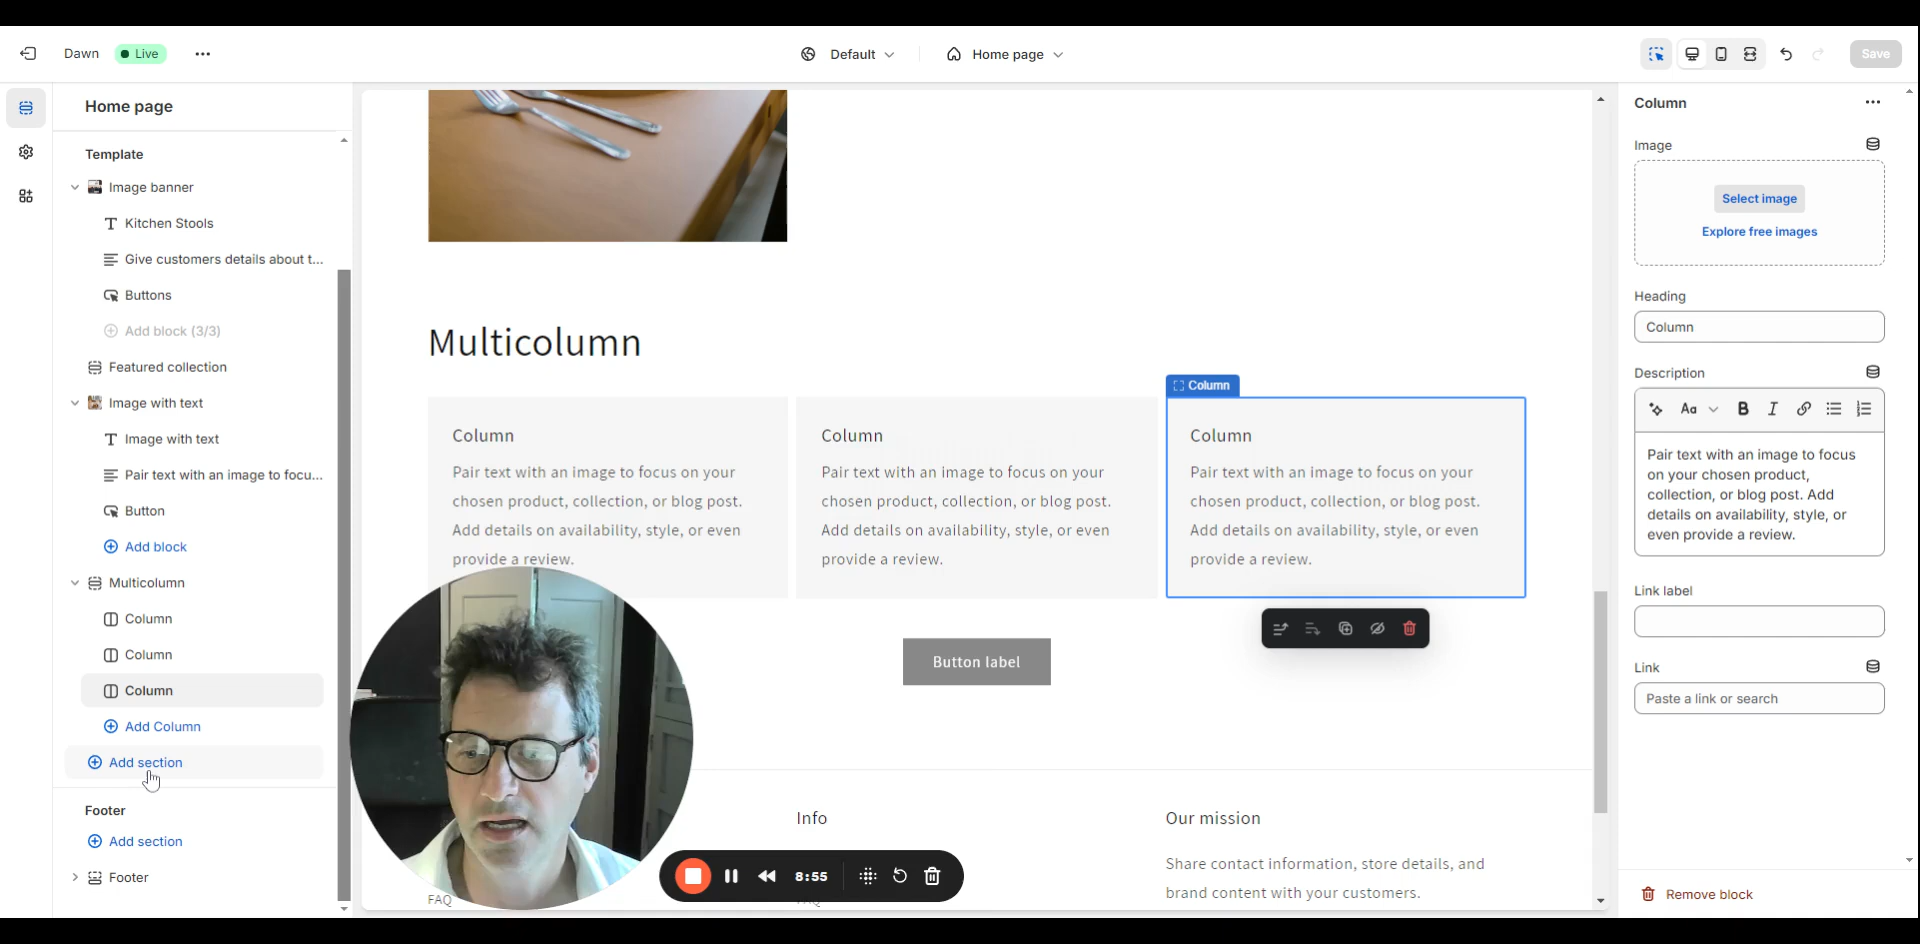 Dawn
Live
Default
Home page
Save
Home page
Template
Image banner
Kitchen Stools
Give customers details about t...
Buttons
Add block (3/3)
Featured collection
Image with text
Image with text
Pair text with an image to focu...
Button
Add block
Multicolumn
Column
Column
Column
Add Column
Add section
Footer
Add section
Footer
Multicolumn
Column
Pair text with an image to focus on your
chosen product, collection, or blog post.
Add details on availability, style, or even
provide a review.
Column
Pair text with an image to focus on your
chosen product, collection, or blog post.
Add details on availability, style, or even
provide a review.
Column
Column
Pair text with an image to focus on your
chosen product, collection, or blog post.
Add details on availability, style, or even
provide a review.
Button label
Info
Our mission
Share contact information, store details, and
brand content with your customers.
FAQ
FAQ
8:55
Column
Image
Select image
Explore free images
Heading
Column
Description
Aa
B
I
Pair text with an image to focus
on your chosen product,
collection, or blog post. Add
details on availability, style, or
even provide a review.
Link label
Link
Paste a link or search
Remove block